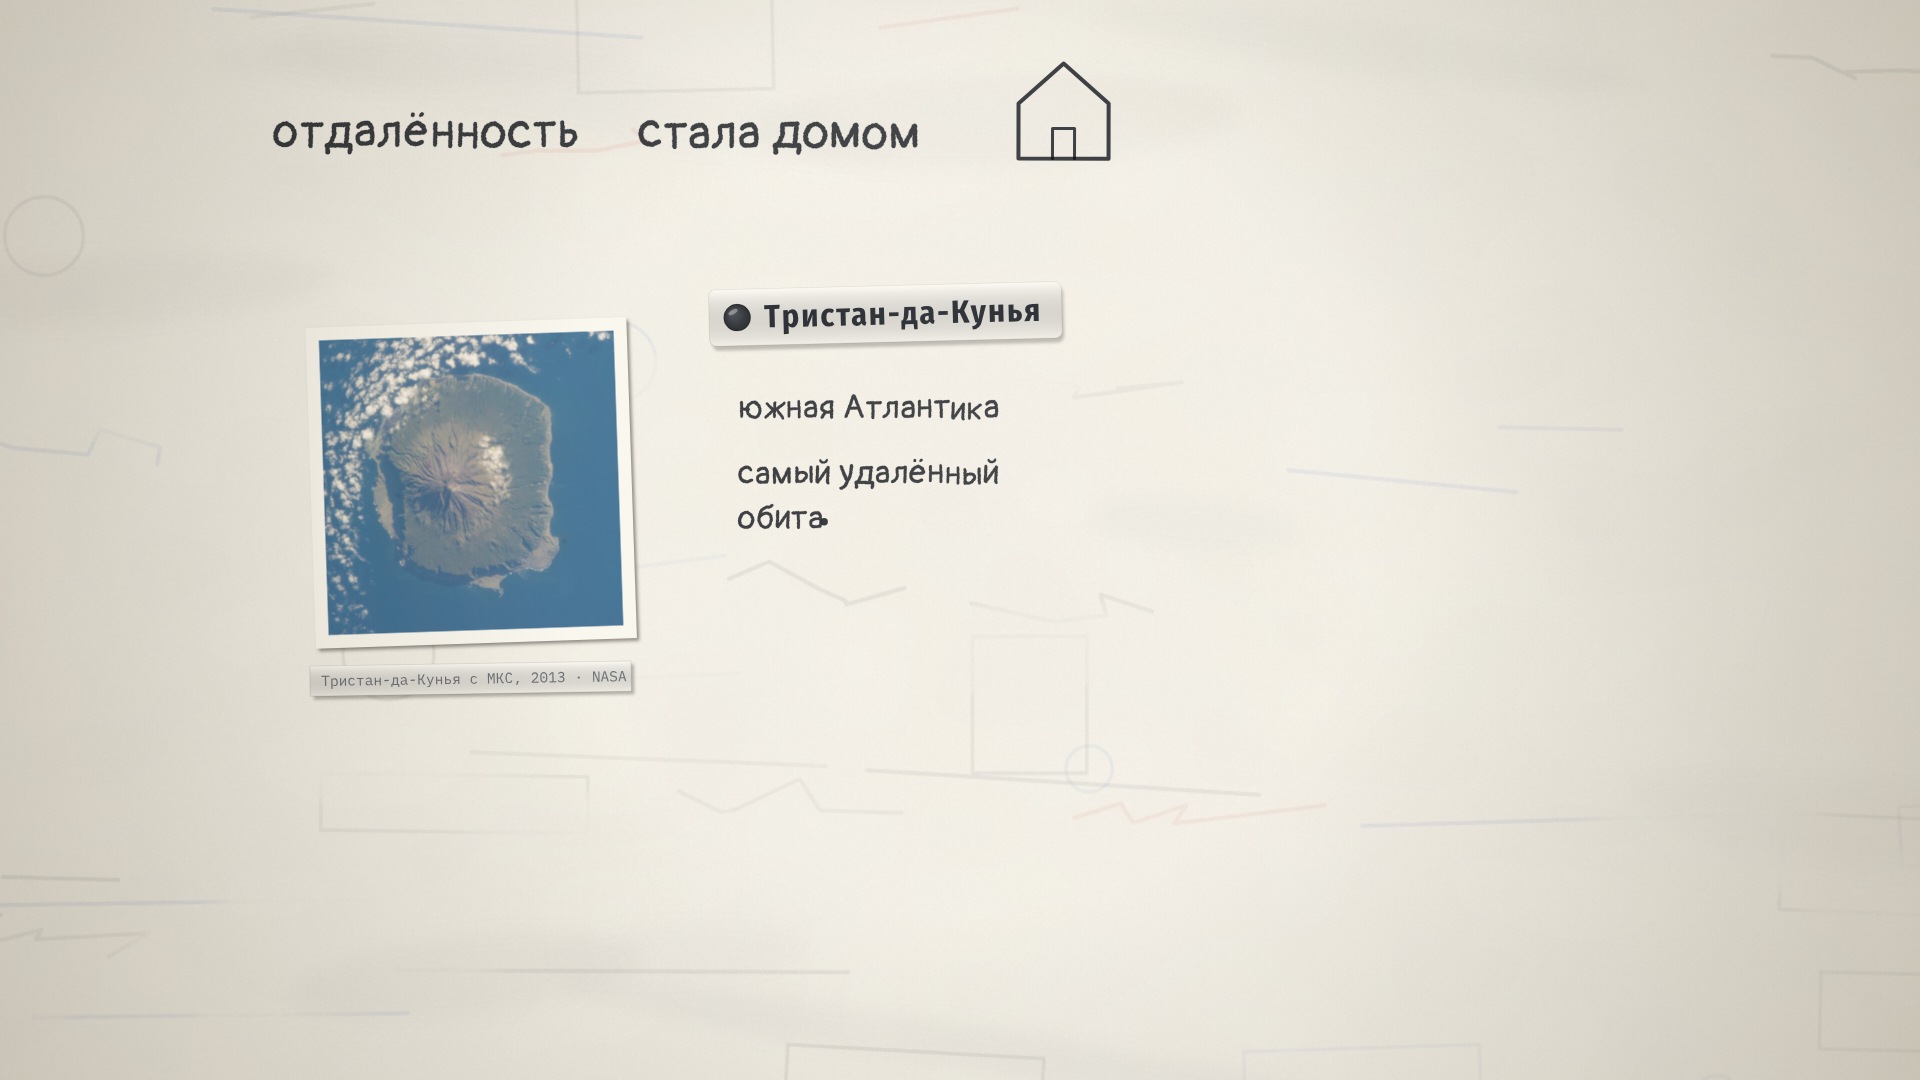 отдалённость стала домом
Тристан-да-Кунья
южная Атлантика
самый удалённый
обита
Тристан-да-Кунья с МКС, 2013 · NASA